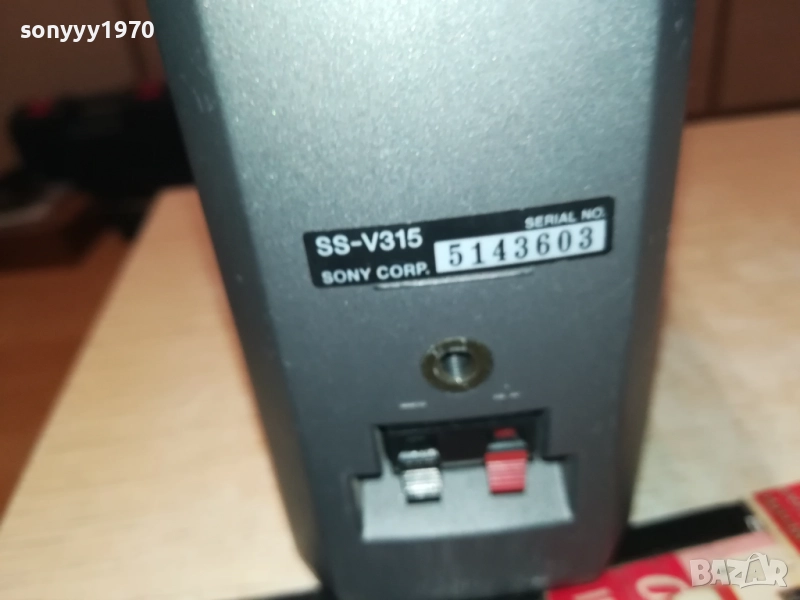 sonyyy1970
SS-V315
SERIAL NO.
SONY CORP.
5143603
BAZAR